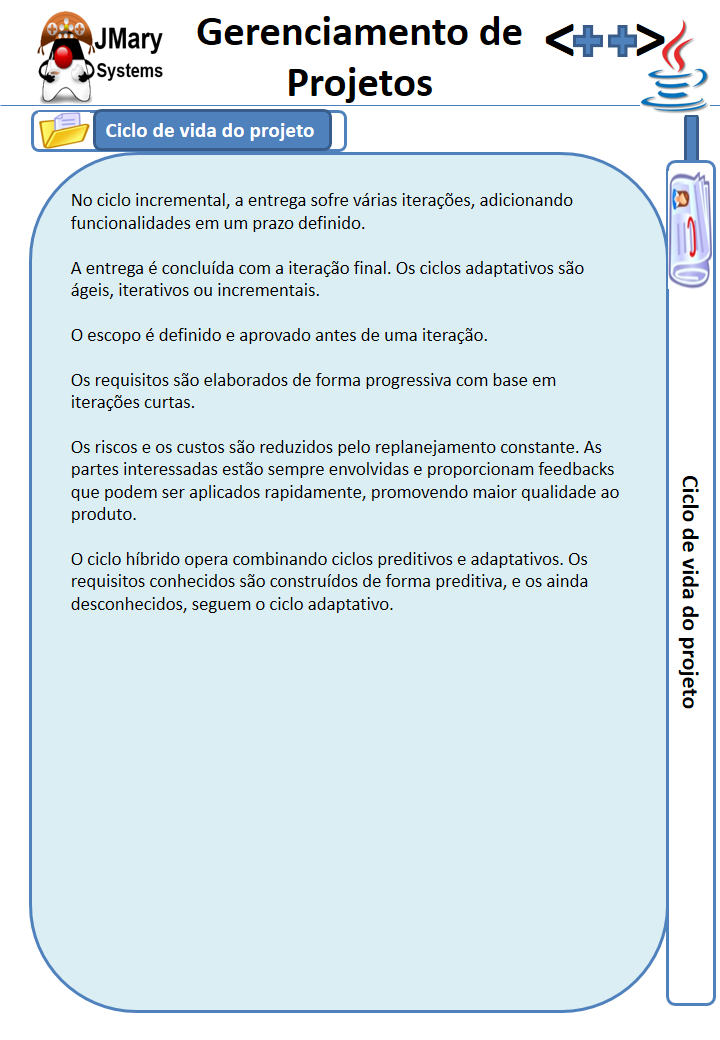 JMary
Systems
Gerenciamento de
Projetos
<++>
Ciclo de vida do projeto
No ciclo incremental, a entrega sofre várias iterações, adicionando
funcionalidades em um prazo definido.
A entrega é concluída com a iteração final. Os ciclos adaptativos são
ágeis, iterativos ou incrementais.
O escopo é definido e aprovado antes de uma iteração.
Os requisitos são elaborados de forma progressiva com base em
iterações curtas.
Os riscos e os custos são reduzidos pelo replanejamento constante. As
partes interessadas estão sempre envolvidas e proporcionam feedbacks
que podem ser aplicados rapidamente, promovendo maior qualidade ao
produto.
O ciclo híbrido opera combinando ciclos preditivos e adaptativos. Os
requisitos conhecidos são construídos de forma preditiva, e os ainda
desconhecidos, seguem o ciclo adaptativo.
Ciclo de vida do projeto